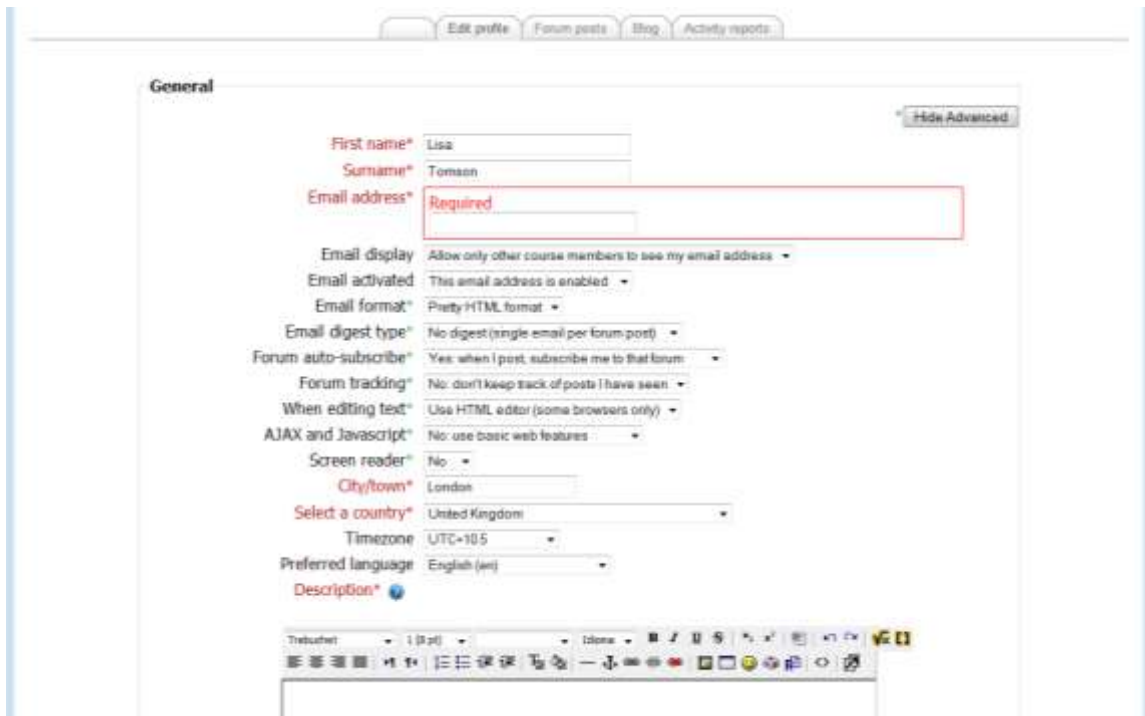 Edit profile Forum posts Blog Activity reports
General
* Hide Advanced
First name* Lisa
Surname* Tomson
Email address* Required
Email display Allow only other course members to see my email address
Email activated This email address is enabled
Email format* Pretty HTML format
Email digest type* No digest (single email per forum post)
Forum auto-subscribe* Yes: when I post, subscribe me to that forum
Forum tracking* No: don't keep track of posts I have seen
When editing text* Use HTML editor (some browsers only)
AJAX and Javascript* No: use basic web features
Screen reader* No
City/town* London
Select a country* United Kingdom
Timezone
Preferred language English (en)
Description*
Trebuchet 1 (8 pt) Idioma B I U S